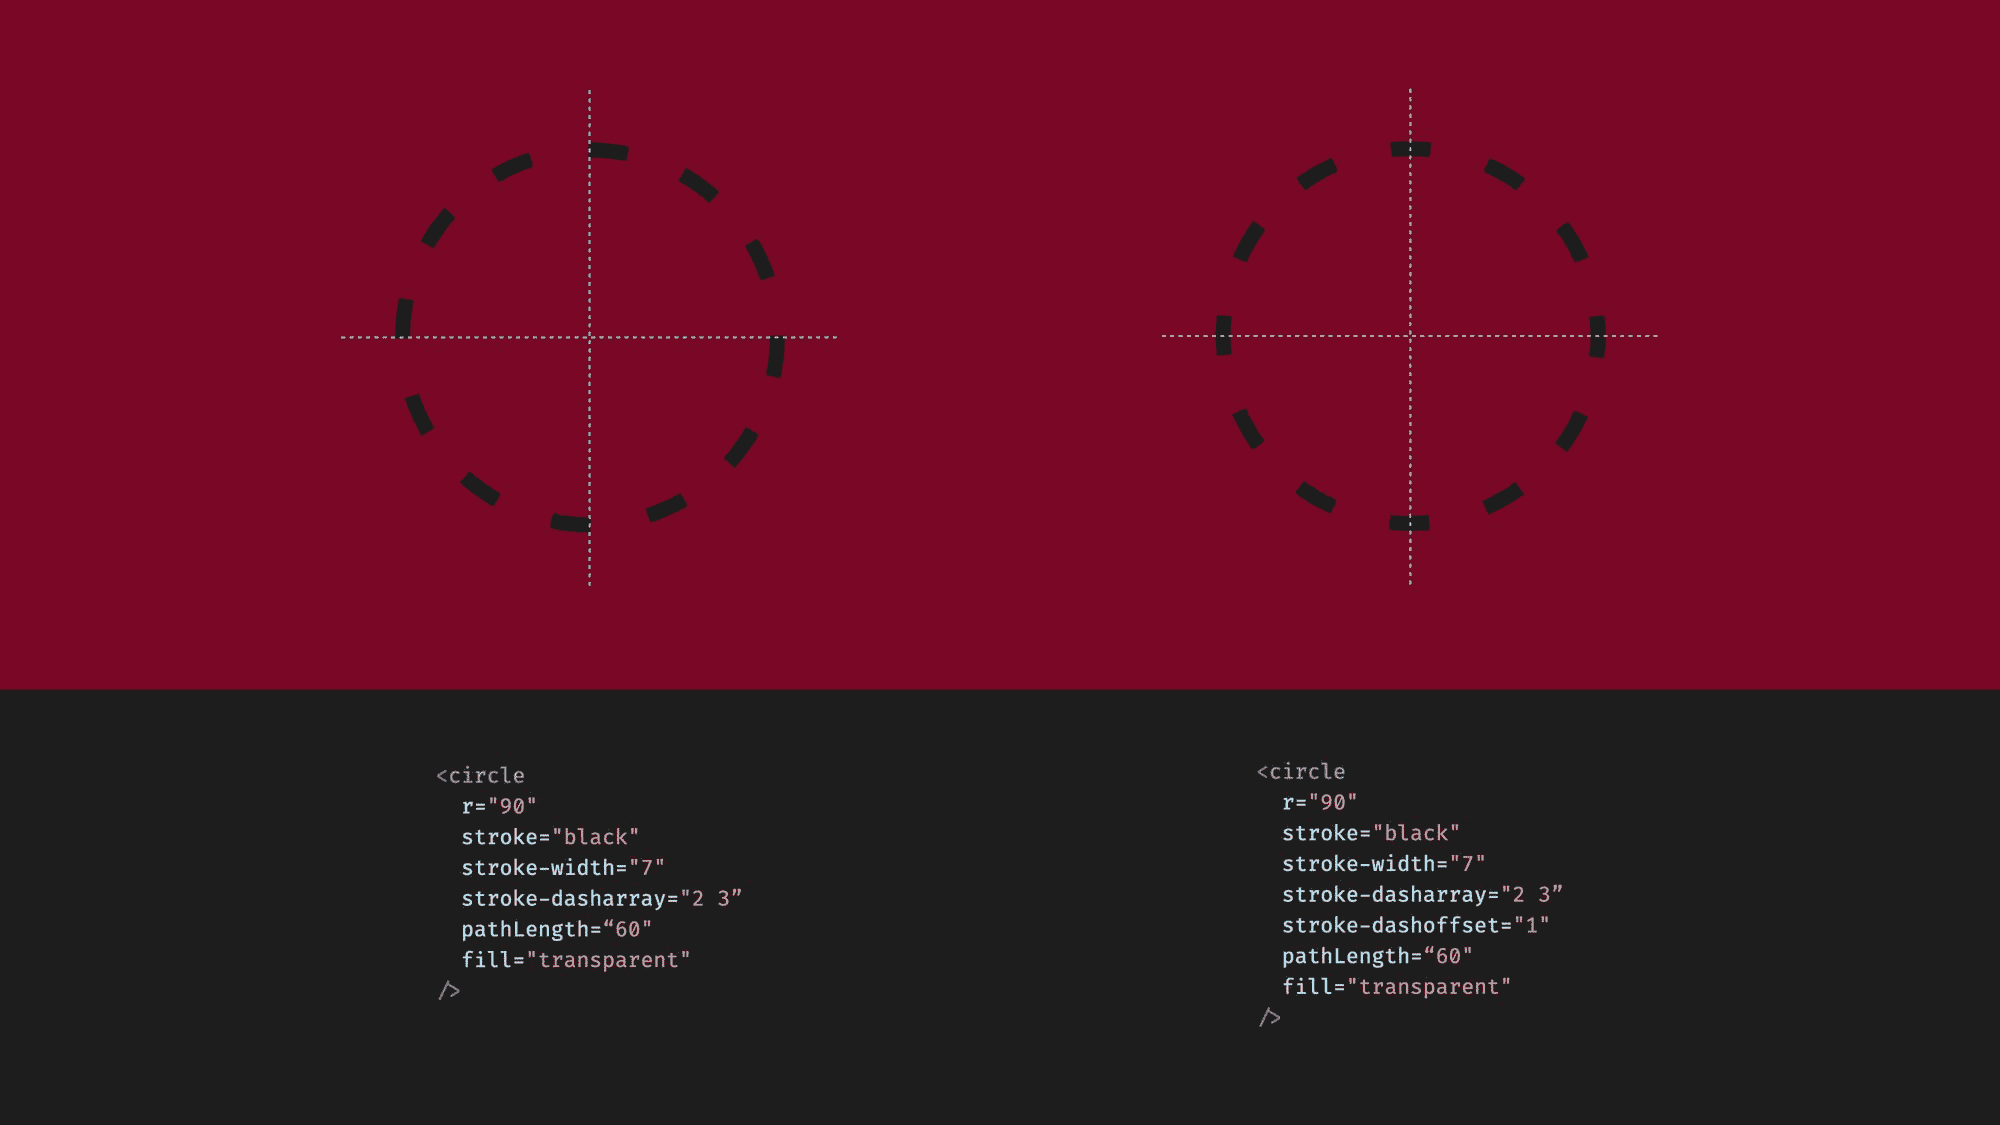 <circle
r="90"
stroke="black"
stroke-width="7"
stroke-dasharray="2 3”
pathLength=“60"
fill="transparent"
/>
<circle
r="90"
stroke="black"
stroke-width="7"
stroke-dasharray="2 3”
stroke-dashoffset="1"
pathLength=“60"
fill="transparent"
/>